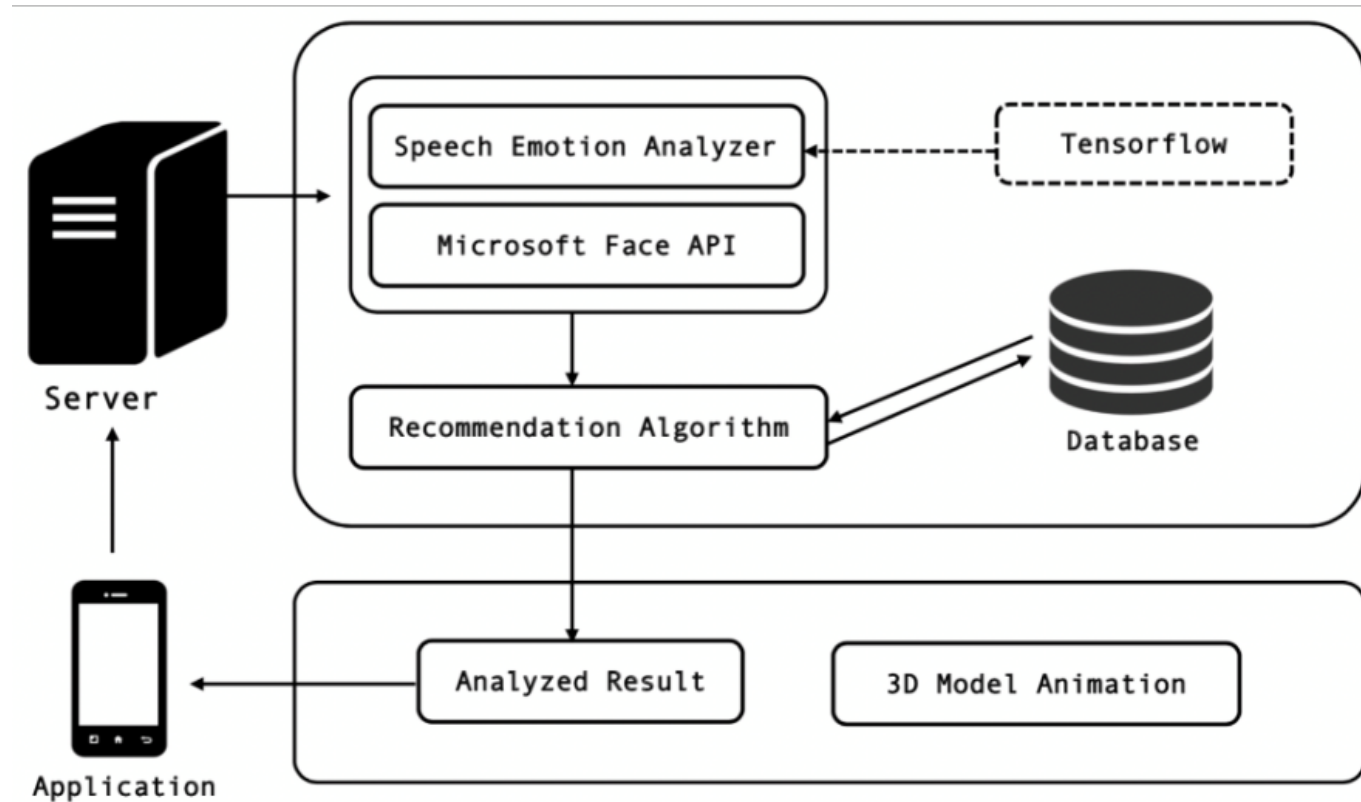 Speech Emotion Analyzer
Tensorflow
Microsoft Face API
Server
Recommendation Algorithm
Database
Analyzed Result
3D Model Animation
Application